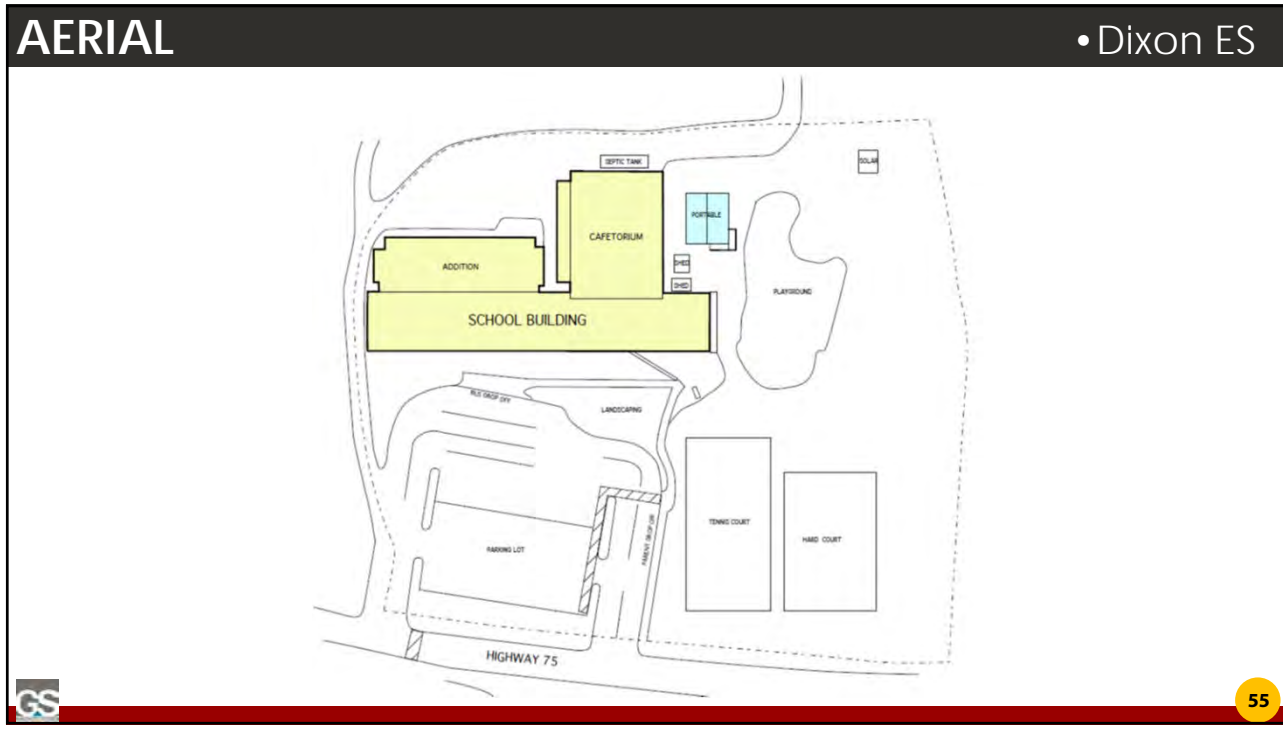 AERIAL
• Dixon ES
SEPTIC TANK
SOLAR
PORTABLE
CAFETORIUM
ADDITION
SHED
SHED
PLAYGROUND
SCHOOL BUILDING
BUS DROP OFF
LANDSCAPING
TENNIS COURT
HARD COURT
PARKING LOT
PARENT DROP OFF
HIGHWAY 75
GS
55